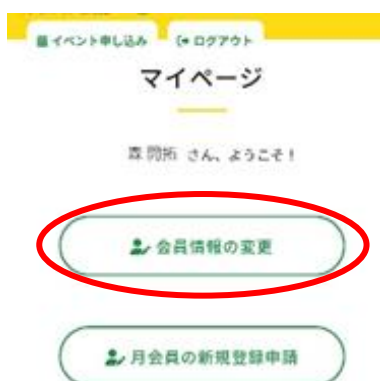 イベント申し込み ログアウト
マイページ
さん、ようこそ！
会員情報の変更
月会員の新規登録申請